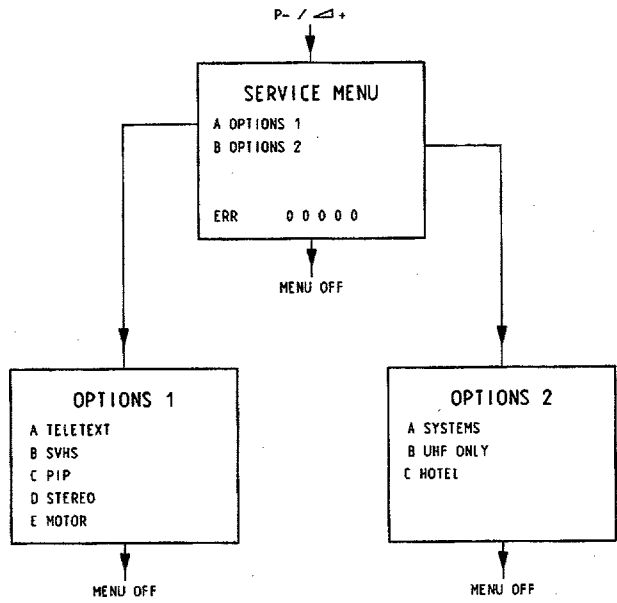 P- / +
SERVICE MENU
A OPTIONS 1
B OPTIONS 2
ERR 0 0 0 0 0
MENU OFF
OPTIONS 1
A TELETEXT
B SVHS
C PIP
D STEREO
E MOTOR
MENU OFF
OPTIONS 2
A SYSTEMS
B UHF ONLY
C HOTEL
MENU OFF